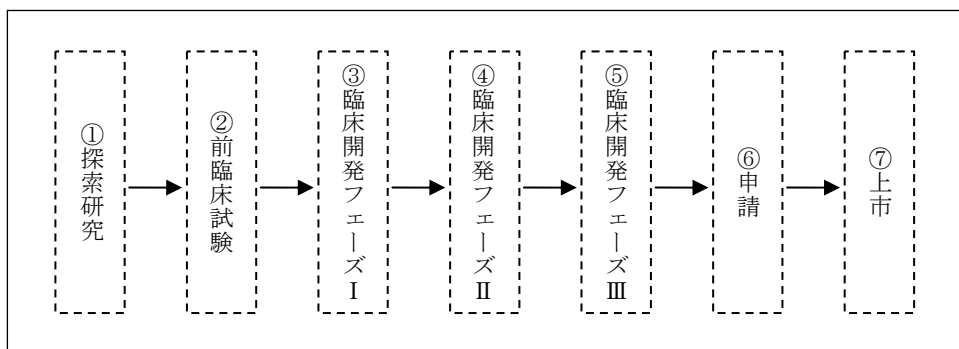 ①探索研究
②前臨床試験
③臨床開発フェーズⅠ
④臨床開発フェーズⅡ
⑤臨床開発フェーズⅢ
⑥申請
⑦上市